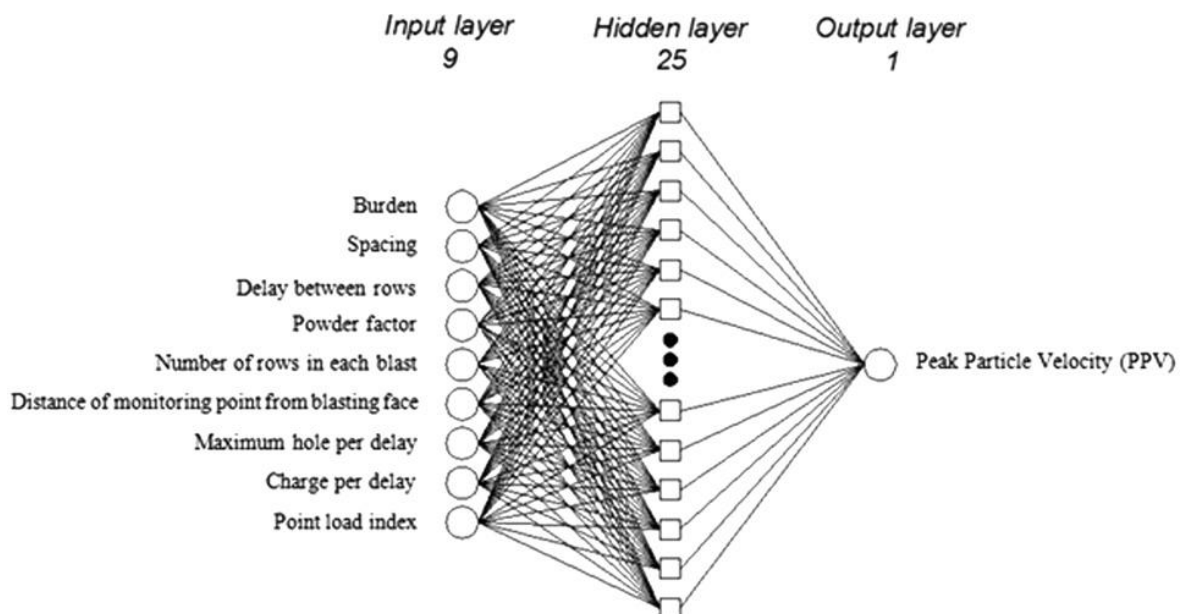 Input layer
9
Hidden layer
25
Output layer
1
Burden
Spacing
Delay between rows
Powder factor
Number of rows in each blast
Distance of monitoring point from blasting face
Maximum hole per delay
Charge per delay
Point load index
Peak Particle Velocity (PPV)